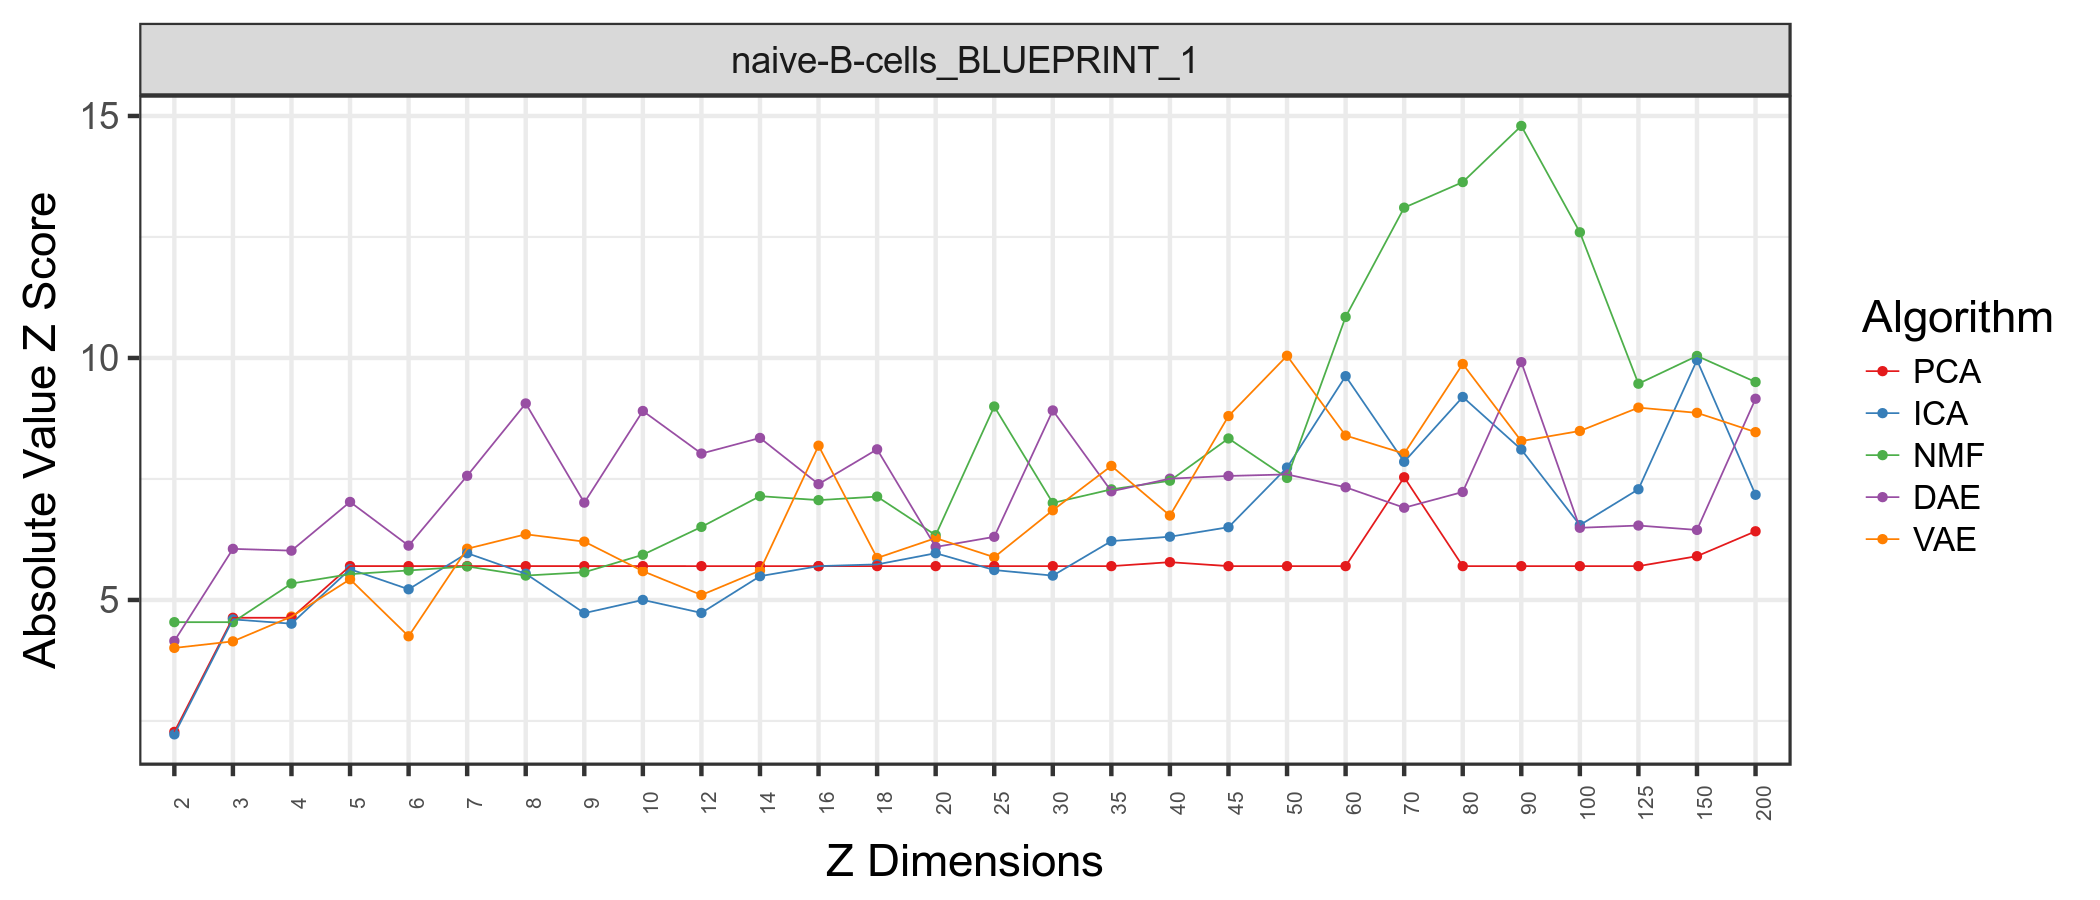 naive-B-cells_BLUEPRINT_1
Absolute Value Z Score
15
10
5
2 3 4 5 6 7 8 9 10 12 14 16 18 20 25 30 35 40 45 50 60 70 80 90 100 125 150 200
Z Dimensions
Algorithm
PCA
ICA
NMF
DAE
VAE